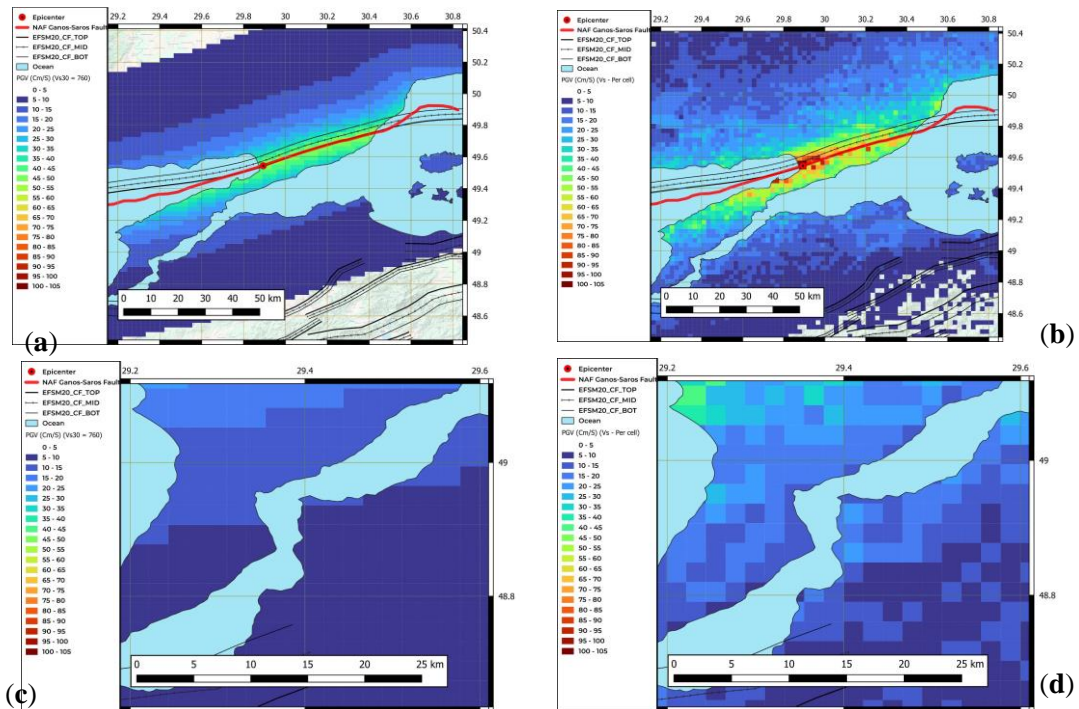 29.2 29.4 29.6 29.8 30 30.2 30.4 30.6 30.8
Epicenter
NAF Ganos-Saros Fault
EFSM20_CF_TOP
EFSM20_CF_MID
EFSM20_CF_BOT
Ocean
PGV (Cm/S) (Vs30 = 760)
0 - 5
5 - 10
10 - 15
15 - 20
20 - 25
25 - 30
30 - 35
35 - 40
40 - 45
45 - 50
50 - 55
55 - 60
60 - 65
65 - 70
70 - 75
75 - 80
80 - 85
85 - 90
90 - 95
95 - 100
100 - 105
50.4
50.2
50
49.8
49.6
49.4
49.2
49
48.8
48.6
0 10 20 30 40 50 km
(a)
29.2 29.4 29.6 29.8 30 30.2 30.4 30.6 30.8
Epicenter
NAF Ganos-Saros Fault
EFSM20_CF_TOP
EFSM20_CF_MID
EFSM20_CF_BOT
Ocean
PGV (Cm/S) (Vs - Per cell)
0 - 5
5 - 10
10 - 15
15 - 20
20 - 25
25 - 30
30 - 35
35 - 40
40 - 45
45 - 50
50 - 55
55 - 60
60 - 65
65 - 70
70 - 75
75 - 80
80 - 85
85 - 90
90 - 95
95 - 100
100 - 105
50.4
50.2
50
49.8
49.6
49.4
49.2
49
48.8
48.6
0 10 20 30 40 50 km
(b)
29.2 29.4 29.6
Epicenter
NAF Ganos-Saros Fault
EFSM20_CF_TOP
EFSM20_CF_MID
EFSM20_CF_BOT
Ocean
PGV (Cm/S) (Vs30 = 760)
0 - 5
5 - 10
10 - 15
15 - 20
20 - 25
25 - 30
30 - 35
35 - 40
40 - 45
45 - 50
50 - 55
55 - 60
60 - 65
65 - 70
70 - 75
75 - 80
80 - 85
85 - 90
90 - 95
95 - 100
100 - 105
49
48.8
0 5 10 15 20 25 km
(c)
29.2 29.4 29.6
Epicenter
NAF Ganos-Saros Fault
EFSM20_CF_TOP
EFSM20_CF_MID
EFSM20_CF_BOT
Ocean
PGV (Cm/S) (Vs - Per cell)
0 - 5
5 - 10
10 - 15
15 - 20
20 - 25
25 - 30
30 - 35
35 - 40
40 - 45
45 - 50
50 - 55
55 - 60
60 - 65
65 - 70
70 - 75
75 - 80
80 - 85
85 - 90
90 - 95
95 - 100
100 - 105
49
48.8
0 5 10 15 20 25 km
(d)